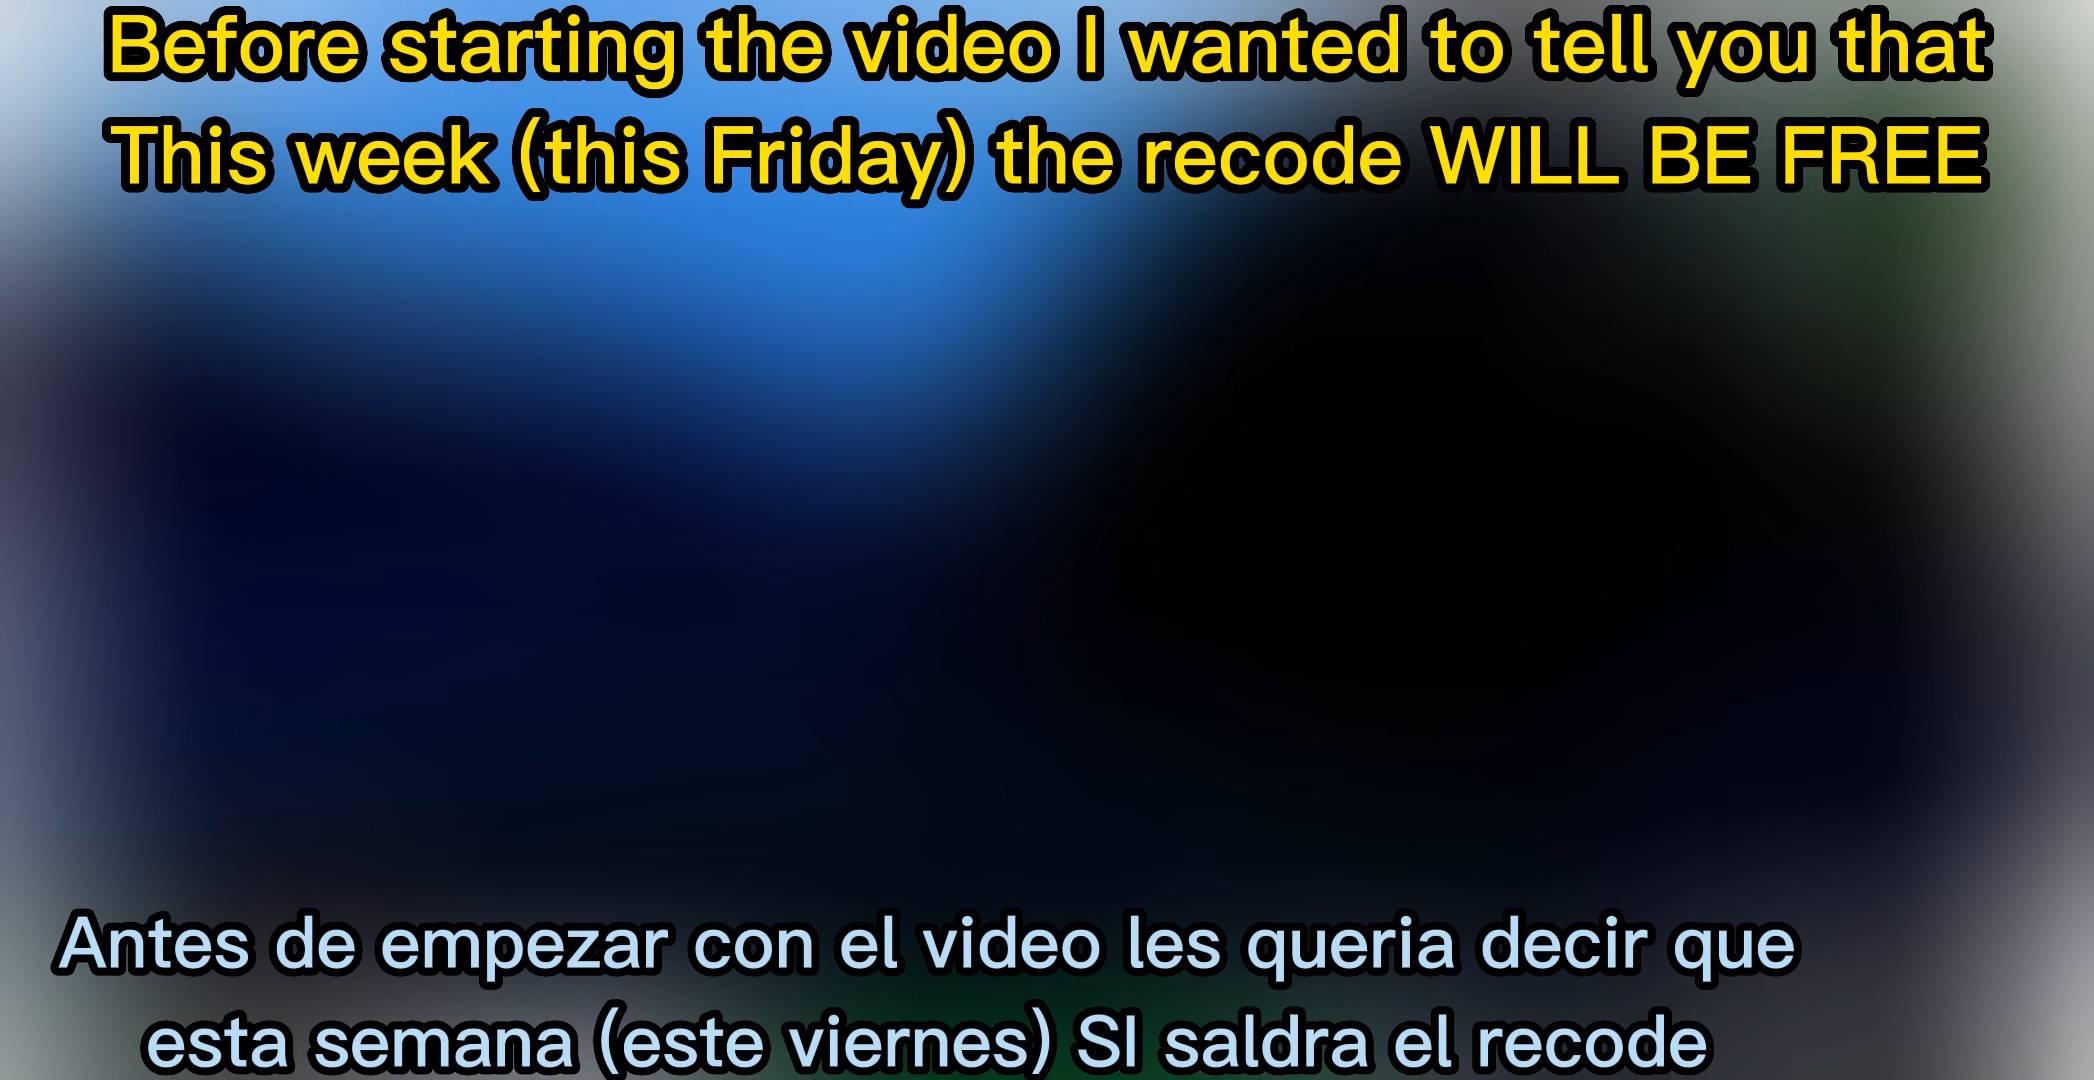 Before starting the video I wanted to tell you that
This week (this Friday) the recode WILL BE FREE
Antes de empezar con el video les queria decir que
esta semana (este viernes) SI saldra el recode